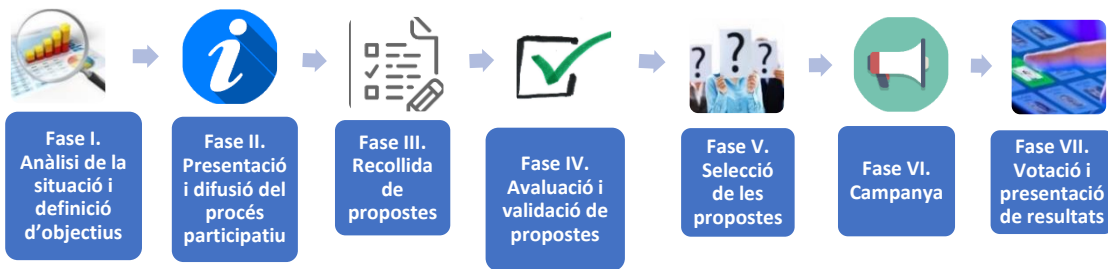 Fase I.
Anàlisi de la
situació i
definició
d’objectius
Fase II.
Presentació
i difusió del
procés
participatiu
Fase III.
Recollida
de
propostes
Fase IV.
Avaluació i
validació de
propostes
Fase V.
Selecció
de les
propostes
Fase VI.
Campanya
Fase VII.
Votació i
presentació
de resultats